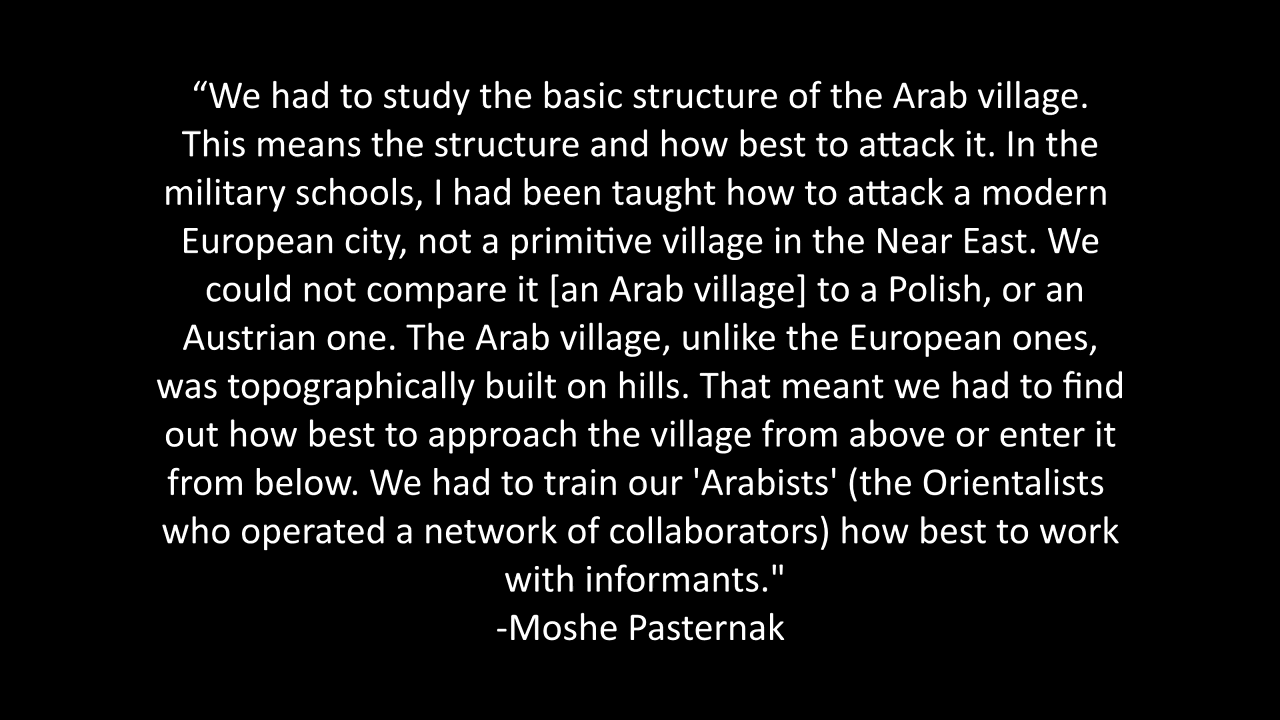 “We had to study the basic structure of the Arab village.
This means the structure and how best to attack it. In the
military schools, I had been taught how to attack a modern
European city, not a primitive village in the Near East. We
could not compare it [an Arab village] to a Polish, or an
Austrian one. The Arab village, unlike the European ones,
was topographically built on hills. That meant we had to find
out how best to approach the village from above or enter it
from below. We had to train our 'Arabists' (the Orientalists
who operated a network of collaborators) how best to work
with informants."
-Moshe Pasternak